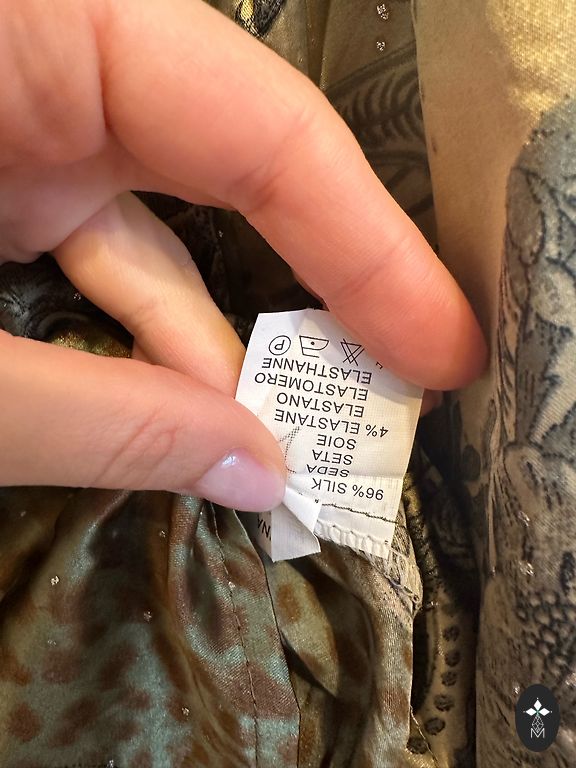 96% SILK
SEDA
SETA
SOIE
4% ELASTANE
ELASTANO
ELASTOMERO
ELASTHANNE
P
M